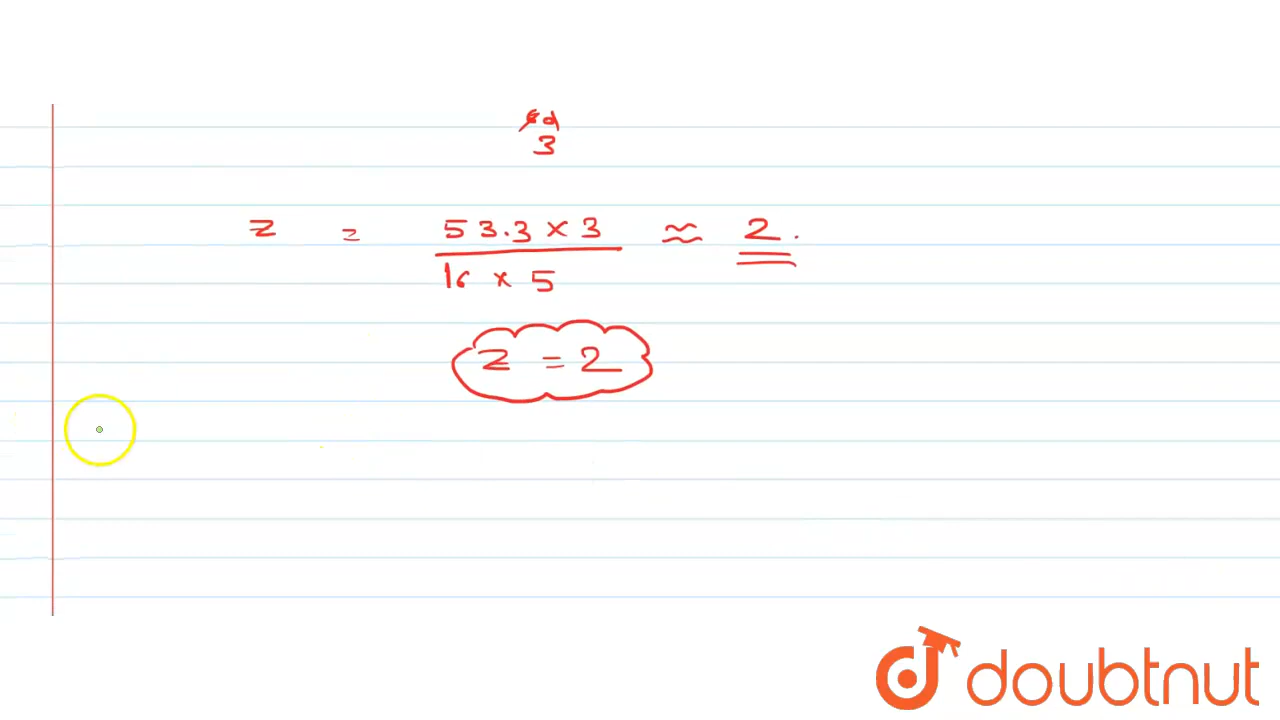 3
z = 53.3 × 3 ≈ 2.
16 × 5
z = 2
doubtnut